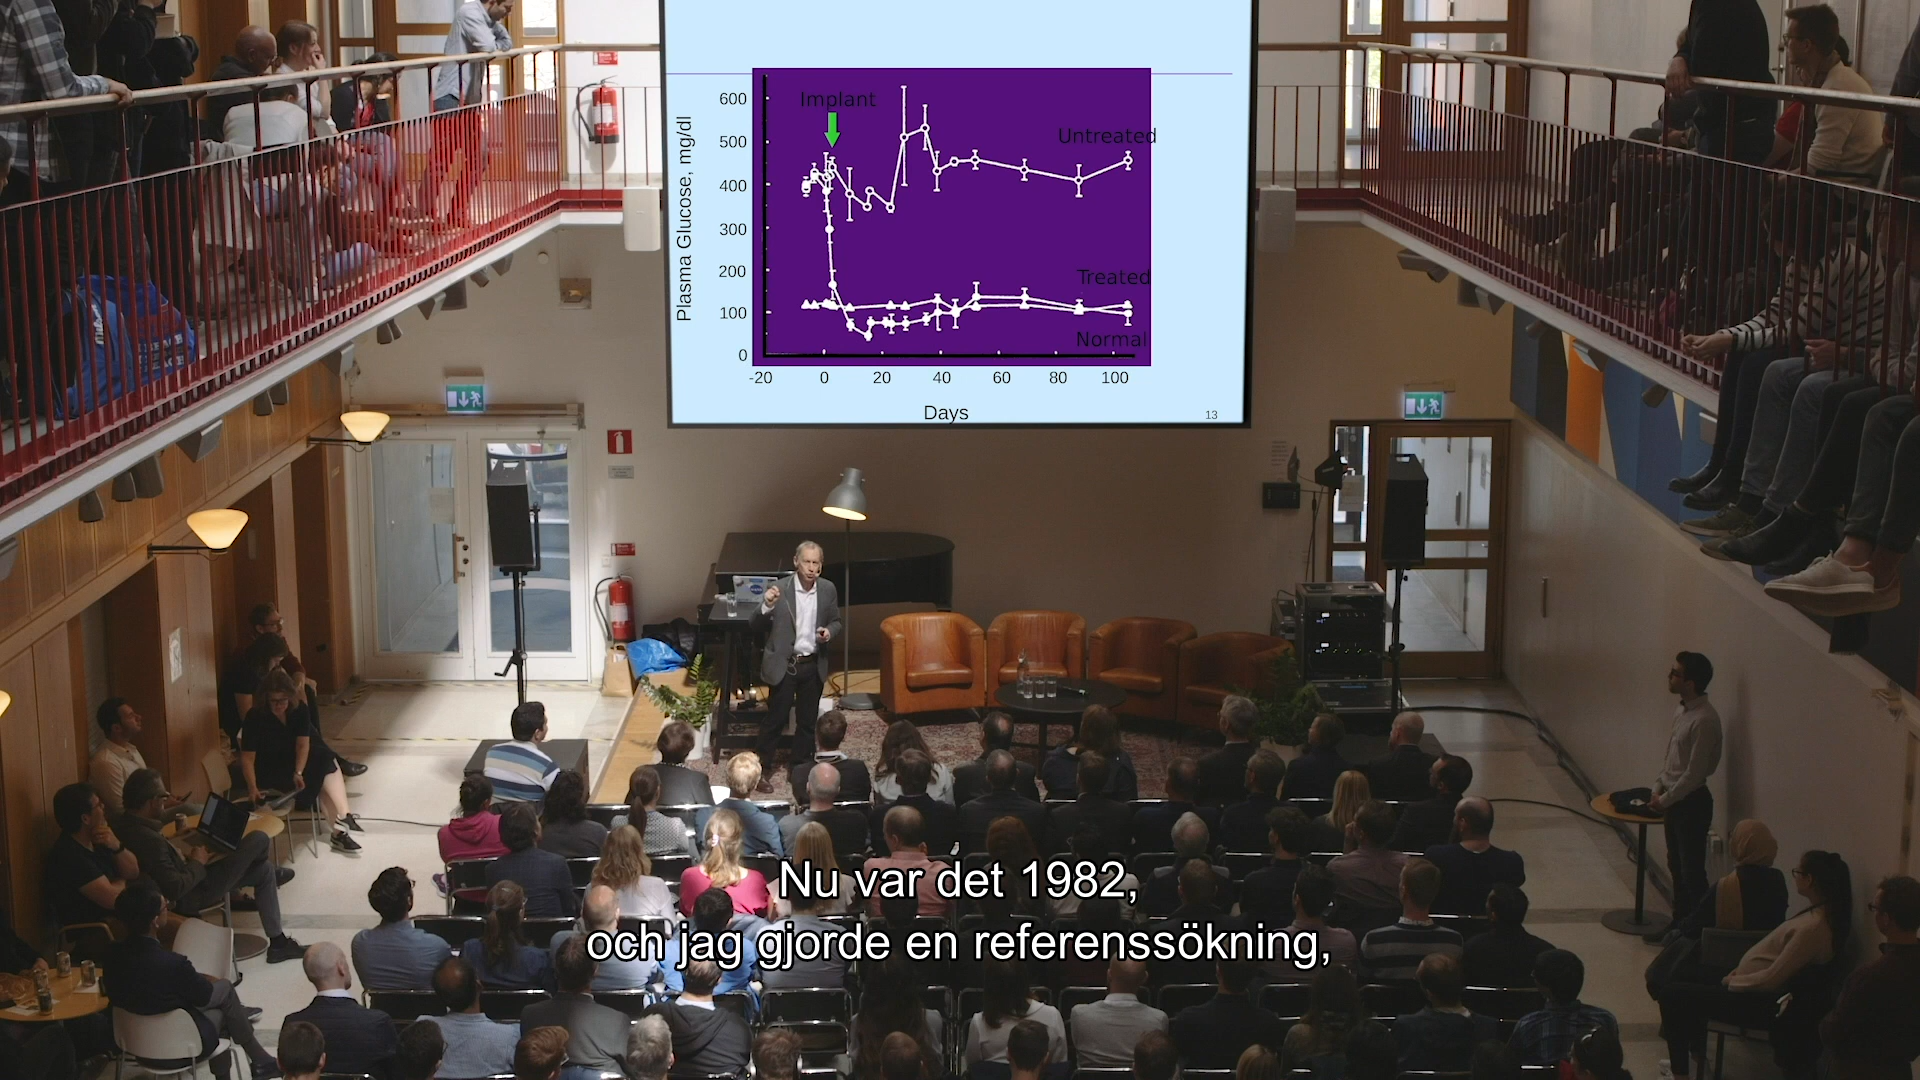 600
Implant
500
Untreated
400
Plasma Glucose, mg/dl
300
200
Treated
100
Normal
0
-20 0 20 40 60 80 100
Days
13
Nu var det 1982,
och jag gjorde en referenssökning,